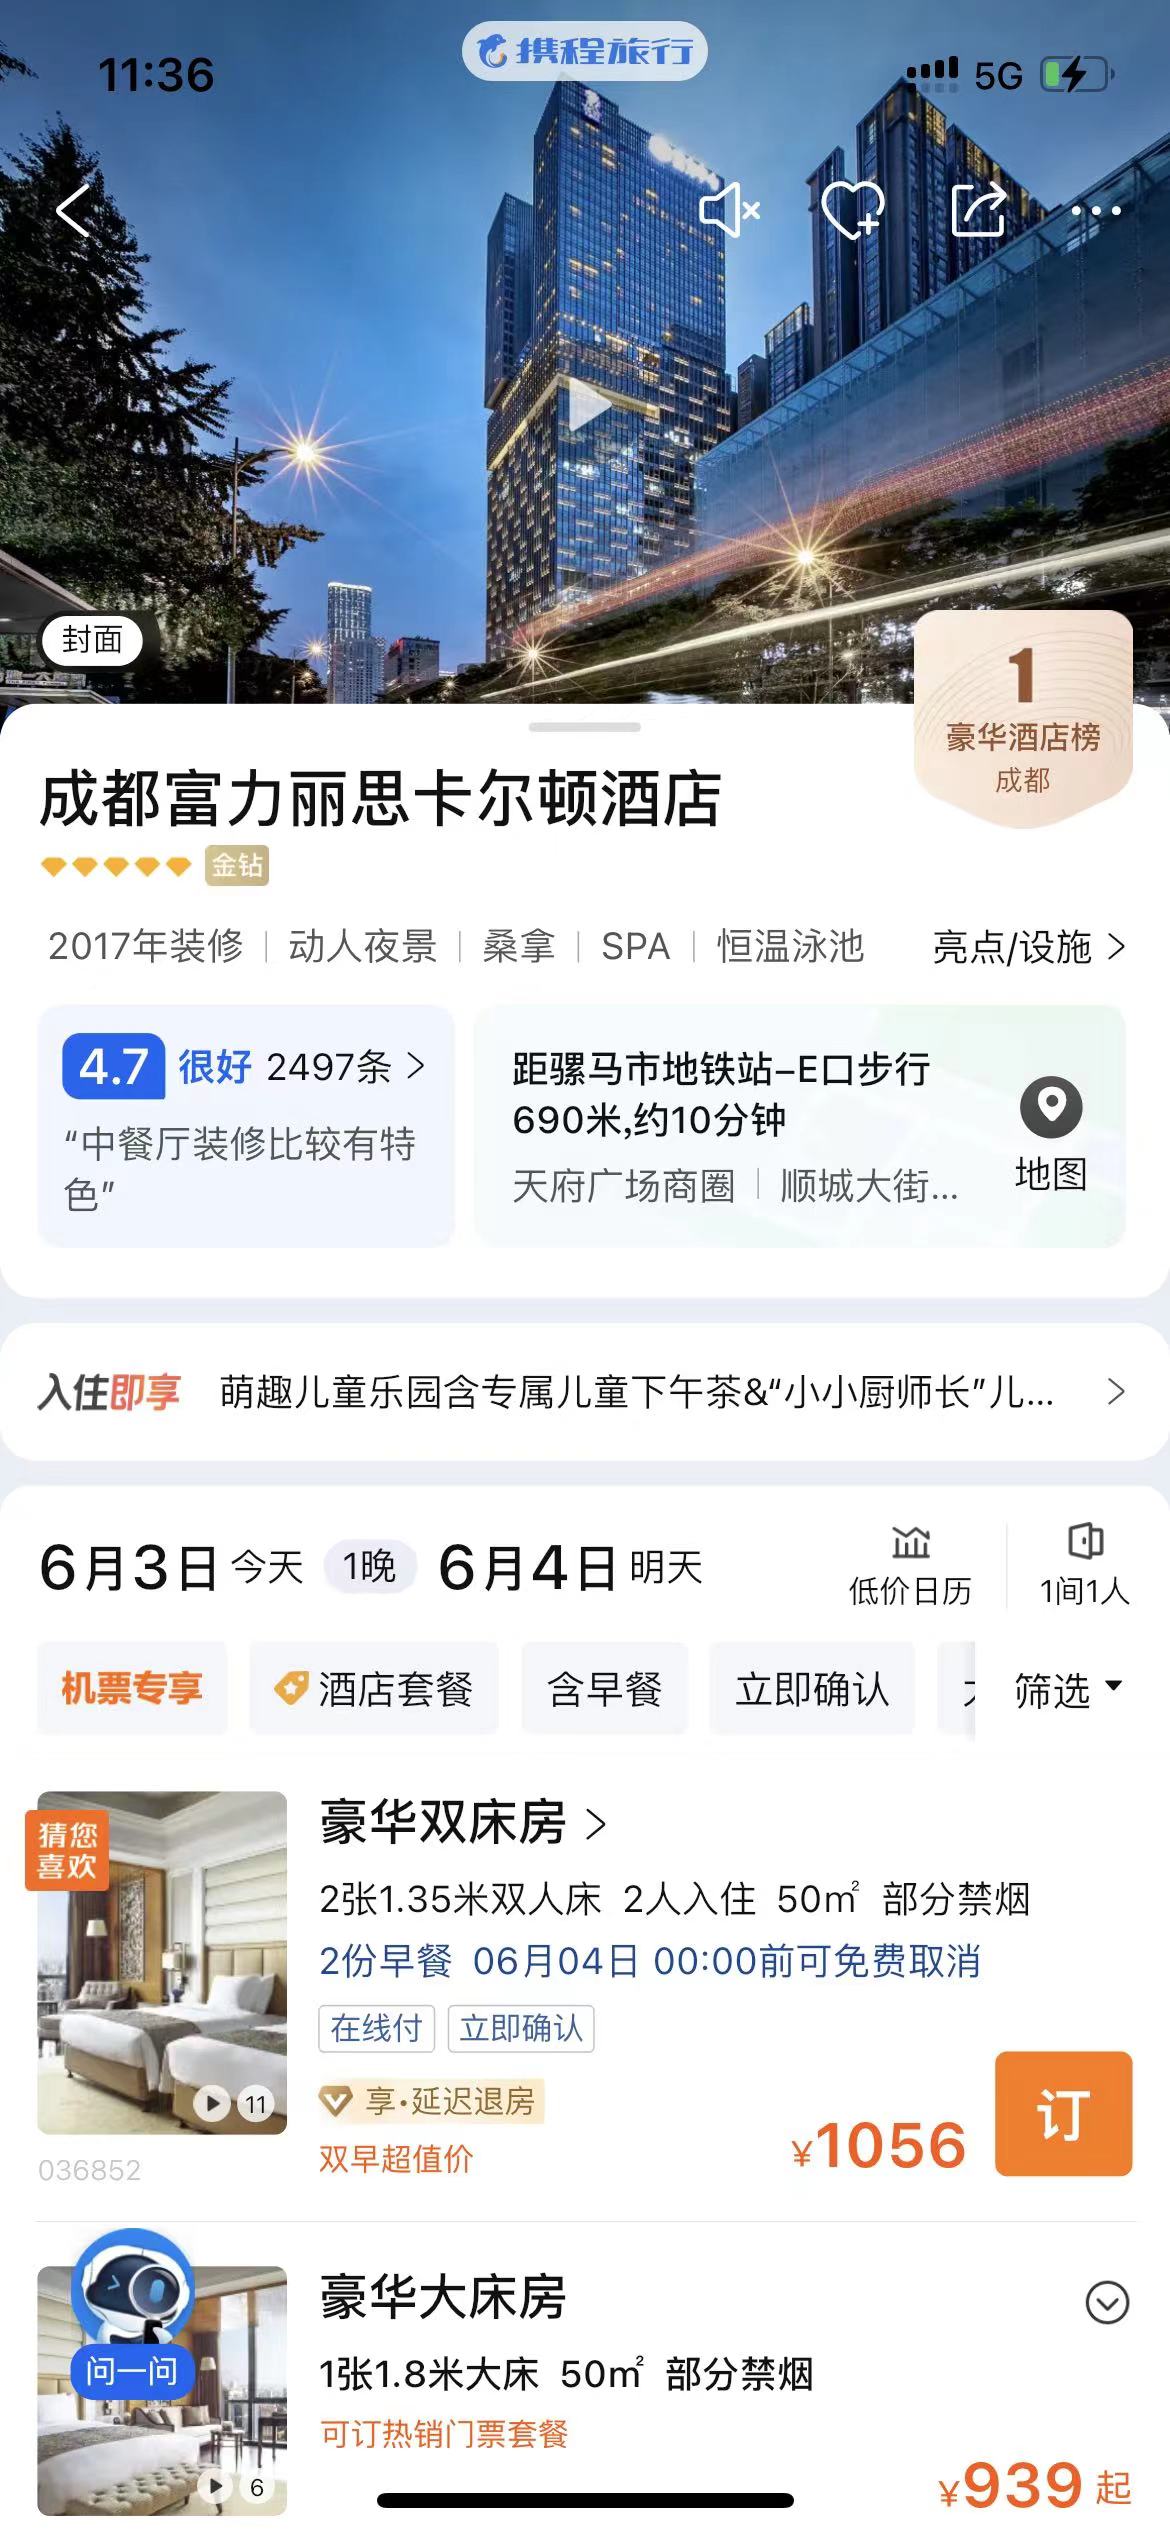 11:36
携程旅行
5G
封面
1
豪华酒店榜
成都
成都富力丽思卡尔顿酒店
金钻
2017年装修 动人夜景 桑拿 SPA 恒温泳池 亮点/设施
4.7 很好 2497条
“中餐厅装修比较有特
色”
距骡马市地铁站-E口步行
690米,约10分钟
天府广场商圈 顺城大街...
地图
入住即享 萌趣儿童乐园含专属儿童下午茶&“小小厨师长”儿...
6月3日 今天 1晚 6月4日 明天
低价日历
1间1人
机票专享 酒店套餐 含早餐 立即确认 筛选
猜您
喜欢
11
036852
豪华双床房
2张1.35米双人床 2人入住 50㎡ 部分禁烟
2份早餐 06月04日 00:00前可免费取消
在线付 立即确认
享·延迟退房
双早超值价
¥1056
订
问一问
6
豪华大床房
1张1.8米大床 50㎡ 部分禁烟
可订热销门票套餐
¥939 起